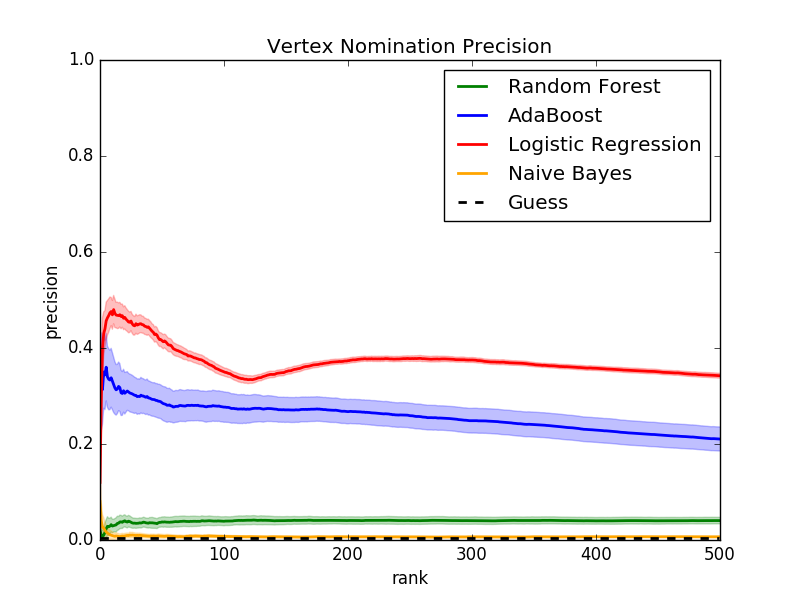 Vertex Nomination Precision
1.0
0.8
0.6
0.4
0.2
0.0
precision
Random Forest
AdaBoost
Logistic Regression
Naive Bayes
Guess
0 100 200 300 400 500
rank